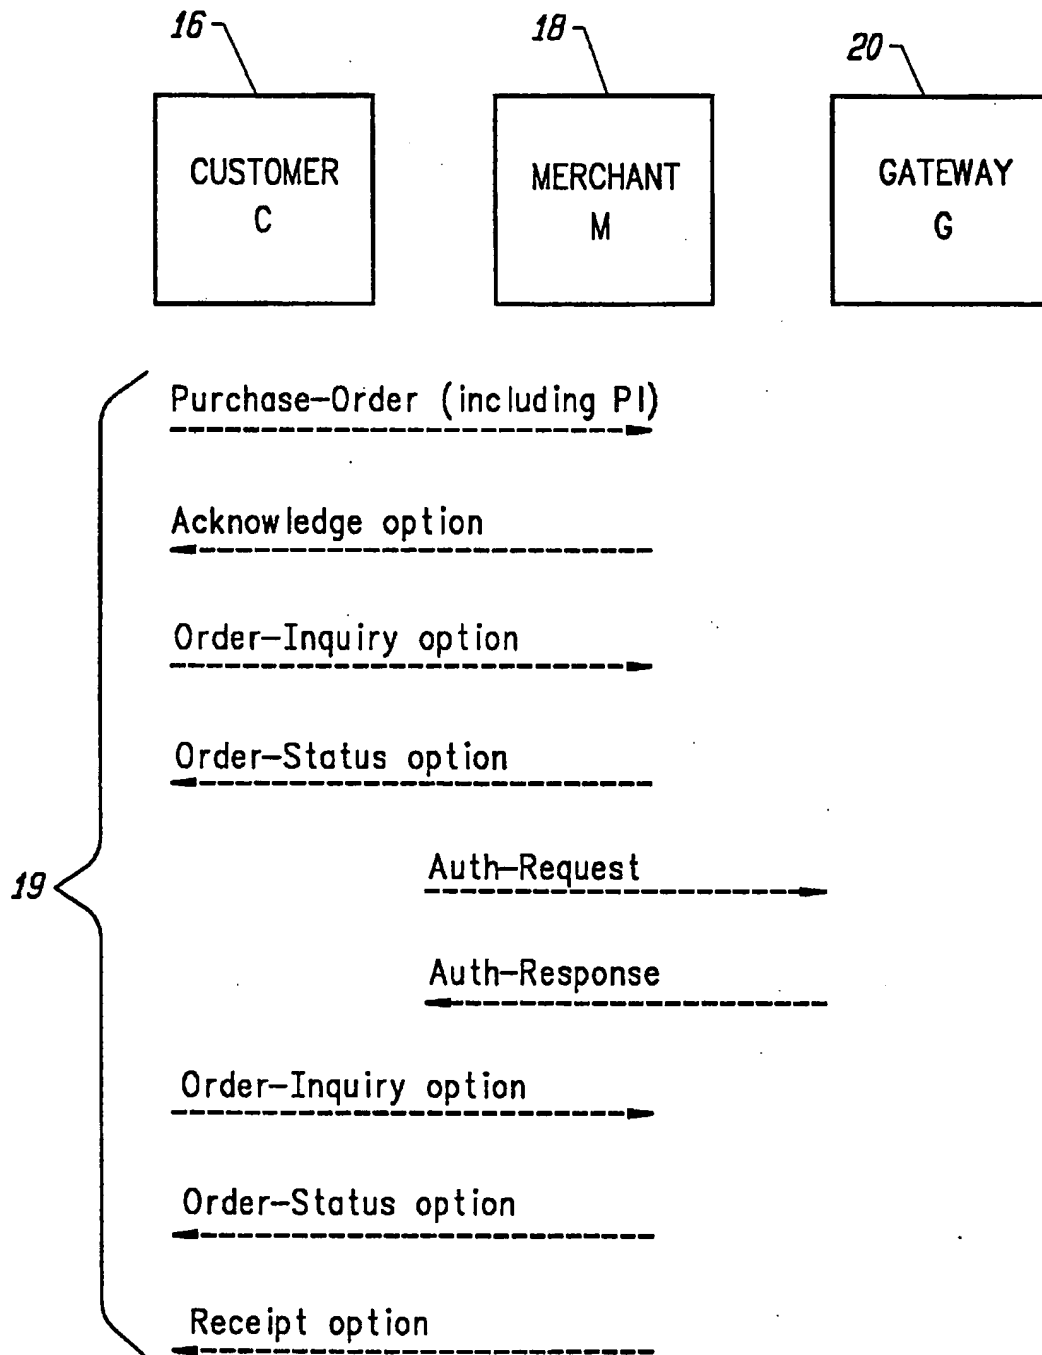 16
18
20
CUSTOMER
C
MERCHANT
M
GATEWAY
G
Purchase-Order (including PI)
Acknowledge option
Order-Inquiry option
Order-Status option
19
Auth-Request
Auth-Response
Order-Inquiry option
Order-Status option
Receipt option